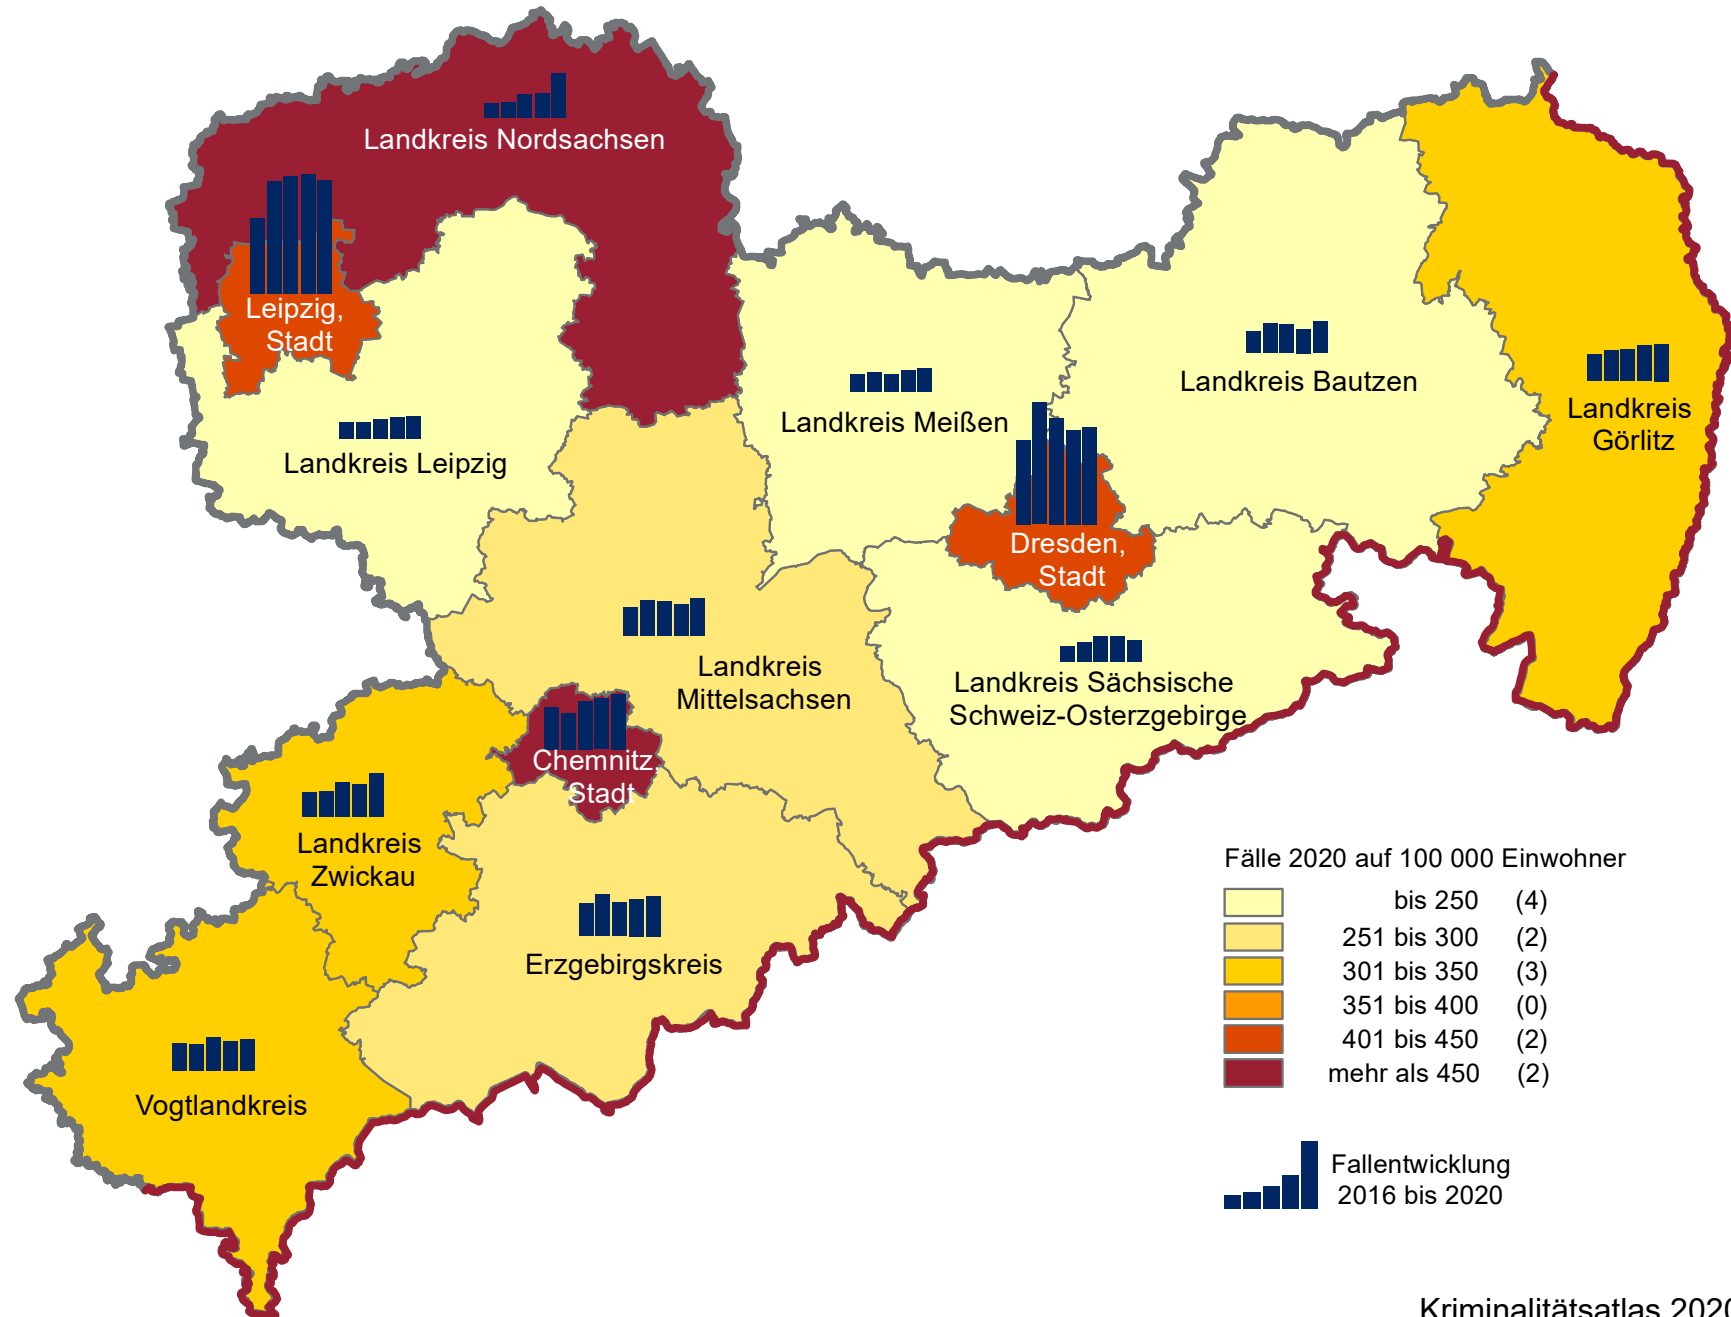 Landkreis Nordsachsen
Leipzig,
Stadt
Landkreis Leipzig
Landkreis Meißen
Landkreis Bautzen
Landkreis
Görlitz
Dresden,
Stadt
Landkreis
Mittelsachsen
Landkreis Sächsische
Schweiz-Osterzgebirge
Chemnitz,
Stadt
Landkreis
Zwickau
Erzgebirgskreis
Vogtlandkreis
Fälle 2020 auf 100 000 Einwohner
bis 250 (4)
251 bis 300 (2)
301 bis 350 (3)
351 bis 400 (0)
401 bis 450 (2)
mehr als 450 (2)
Fallentwicklung
2016 bis 2020
Kriminalitätsatlas 2020